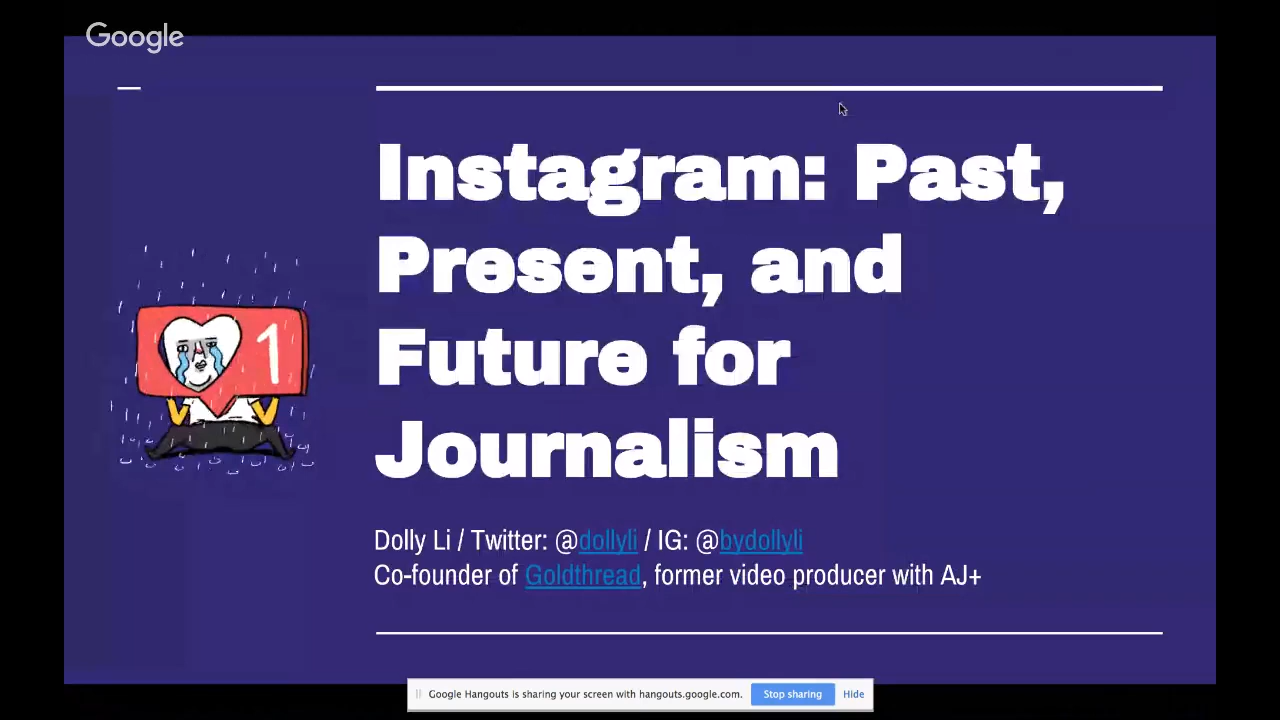 Google
Instagram: Past,
Present, and
Future for
Journalism
1
Dolly Li / Twitter: @dollyli / IG: @bydollyli
Co-founder of Goldthread, former video producer with AJ+
Google Hangouts is sharing your screen with hangouts.google.com. Stop sharing Hide